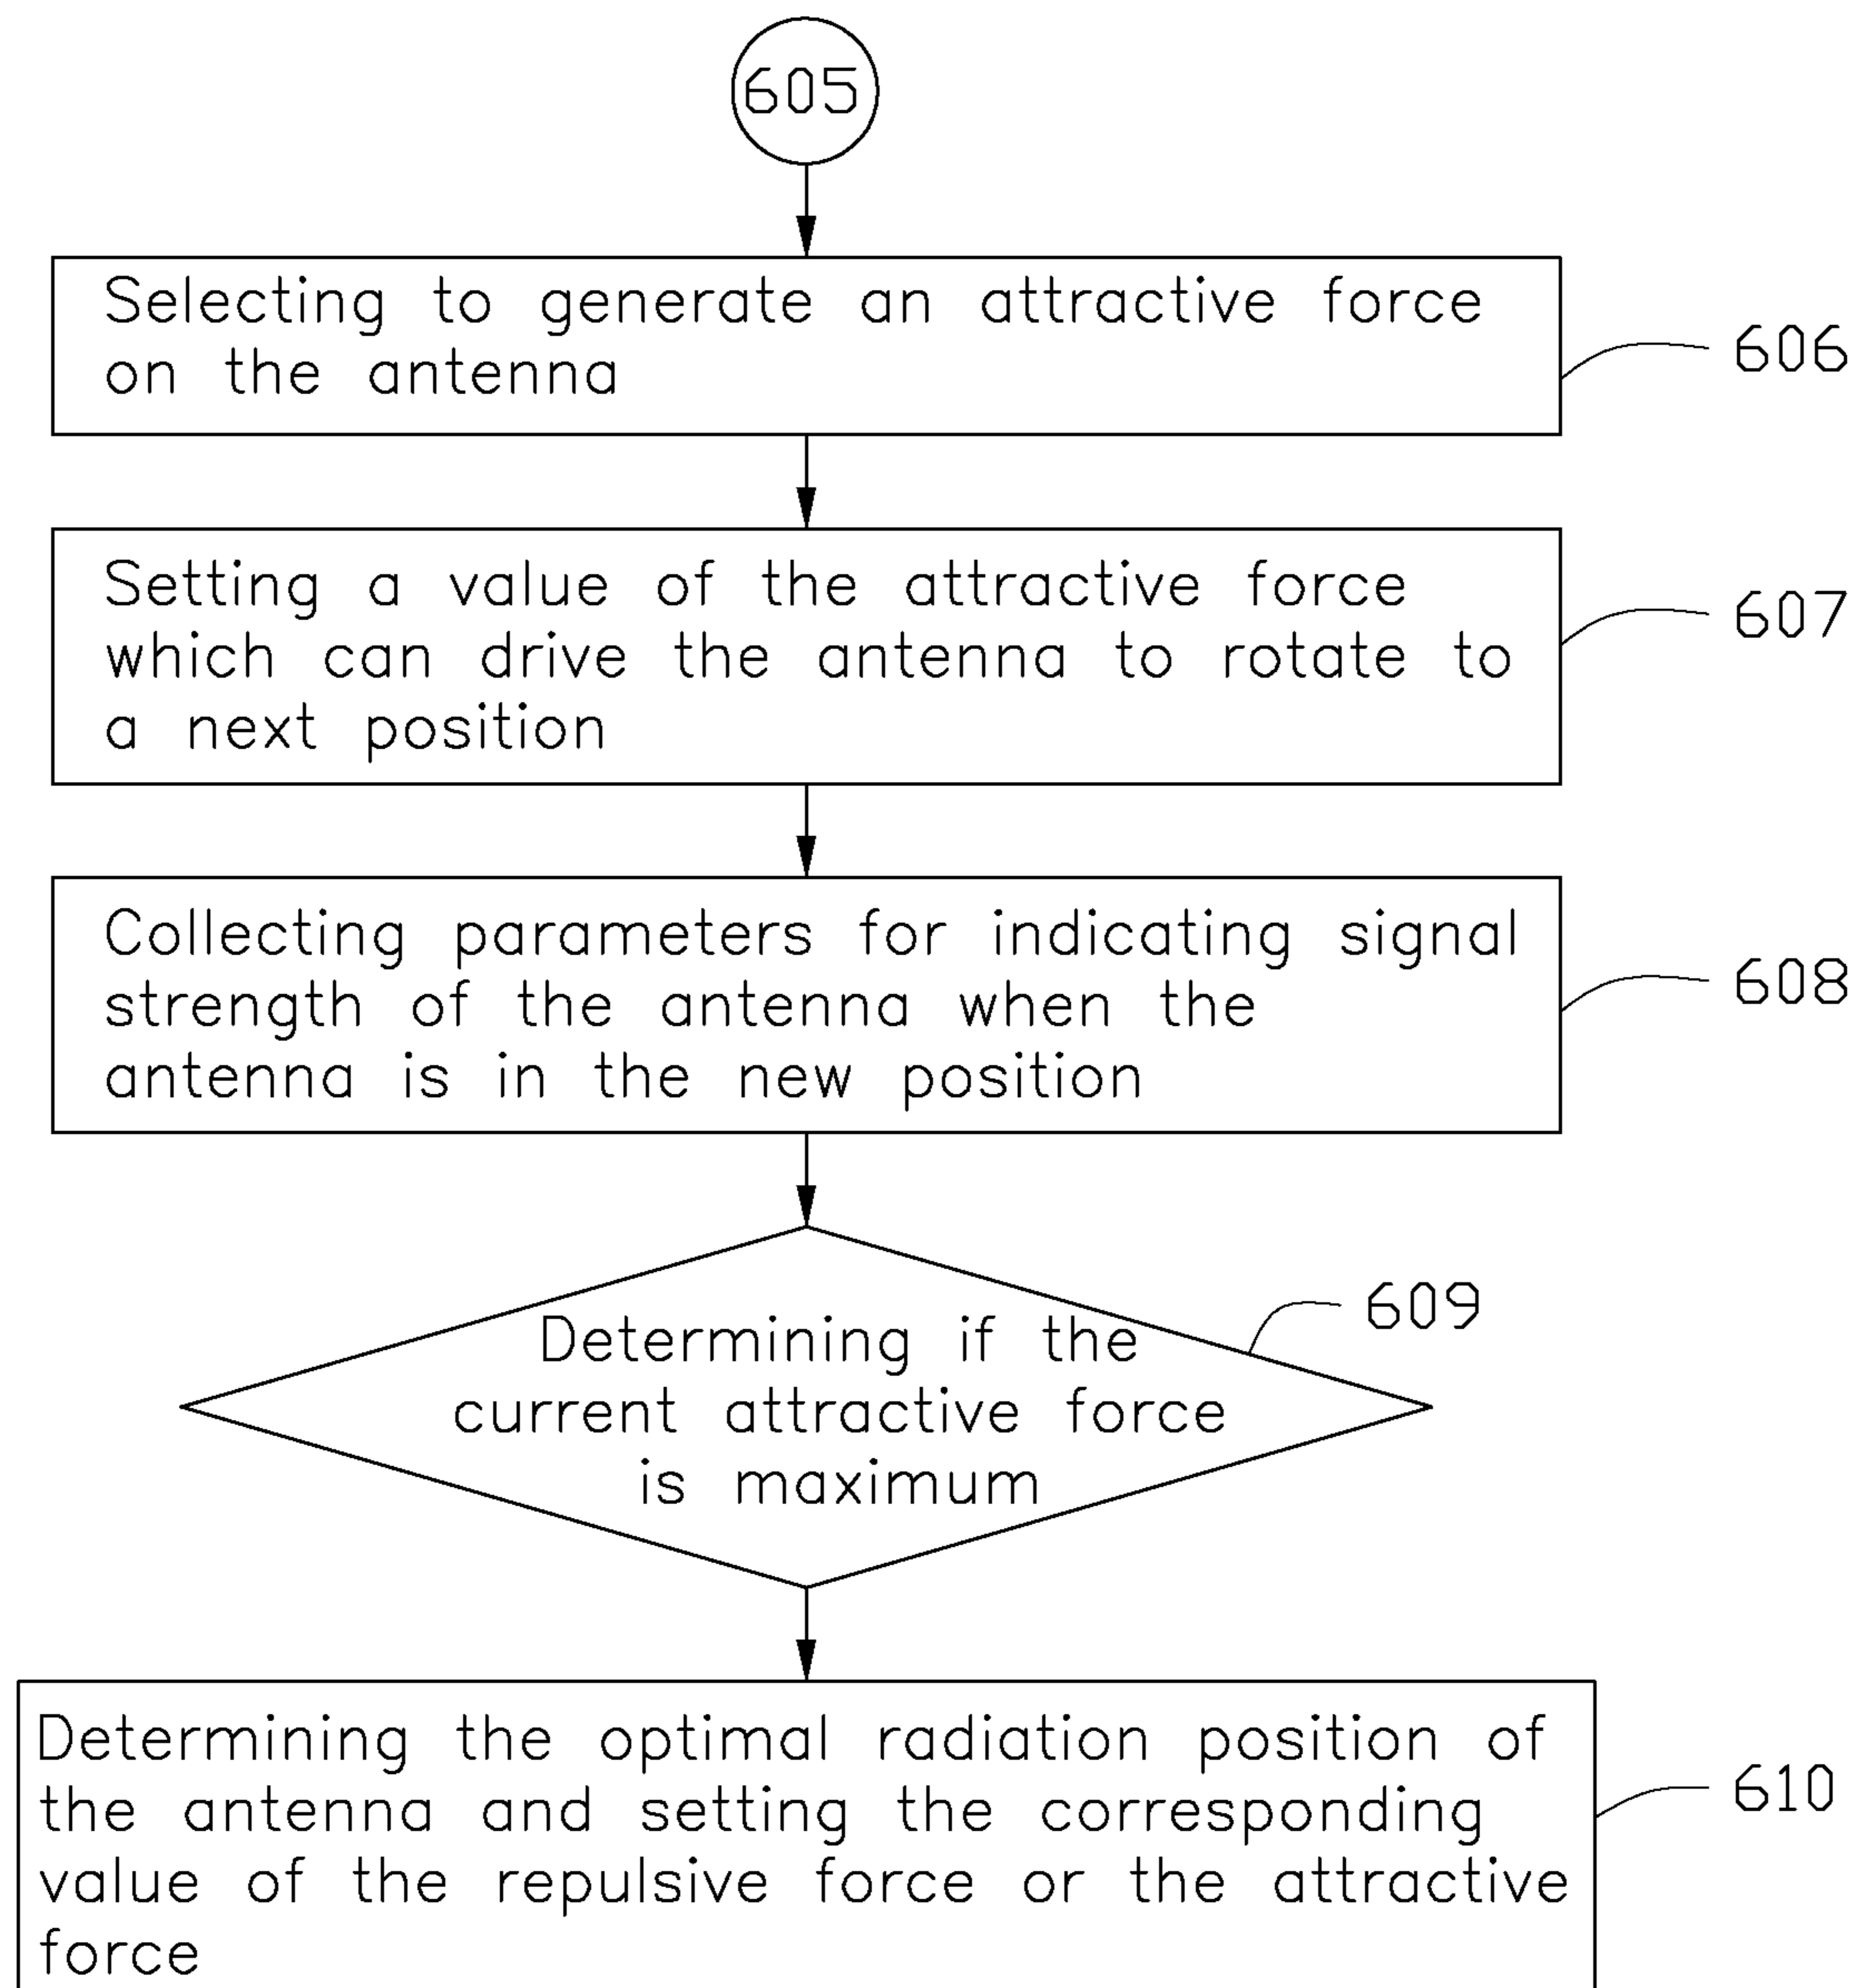 605
Selecting to generate an attractive force
on the antenna
606
Setting a value of the attractive force
which can drive the antenna to rotate to
a next position
607
Collecting parameters for indicating signal
strength of the antenna when the
antenna is in the new position
608
Determining if the
current attractive force
is maximum
609
Determining the optimal radiation position of
the antenna and setting the corresponding
value of the repulsive force or the attractive
force
610